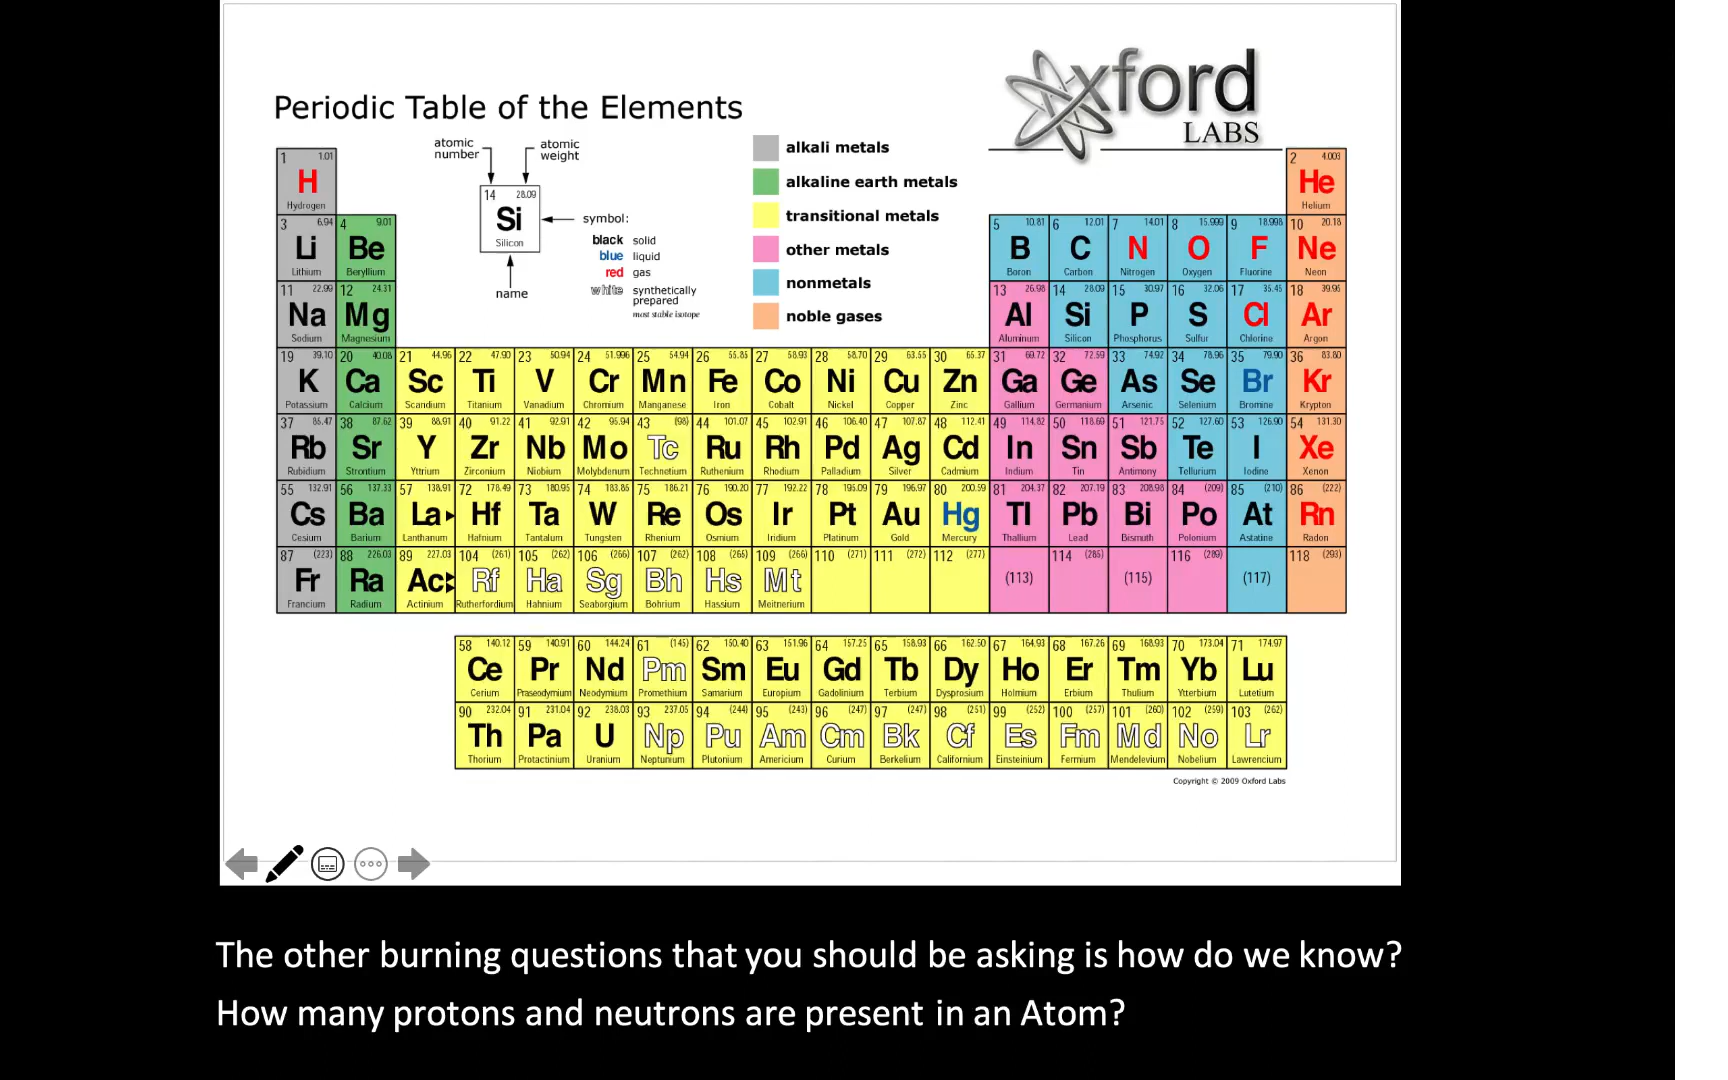 Oxford
LABS
Periodic Table of the Elements
atomic number
atomic weight
14 28.09
Si
Silicon
symbol:
black solid
blue liquid
red gas
white synthetically prepared
most stable isotope
name
alkali metals
alkaline earth metals
transitional metals
other metals
nonmetals
noble gases
1 1.01 2 4.003
H He
Hydrogen Helium
3 6.94 4 9.01 5 10.81 6 12.01 7 14.01 8 15.999 9 18.998 10 20.18
Li Be B C N O F Ne
Lithium Beryllium Boron Carbon Nitrogen Oxygen Fluorine Neon
11 22.99 12 24.31 13 26.98 14 28.09 15 30.97 16 32.06 17 35.45 18 39.95
Na Mg Al Si P S Cl Ar
Sodium Magnesium Aluminum Silicon Phosphorus Sulfur Chlorine Argon
19 39.10 20 40.08 21 44.96 22 47.90 23 50.94 24 51.996 25 54.94 26 55.85 27 58.93 28 58.70 29 63.55 30 65.37 31 69.72 32 72.59 33 74.92 34 78.96 35 79.90 36 83.80
K Ca Sc Ti V Cr Mn Fe Co Ni Cu Zn Ga Ge As Se Br Kr
Potassium Calcium Scandium Titanium Vanadium Chromium Manganese Iron Cobalt Nickel Copper Zinc Gallium Germanium Arsenic Selenium Bromine Krypton
37 85.47 38 87.62 39 88.91 40 91.22 41 92.91 42 95.94 43 (98) 44 101.07 45 102.91 46 106.40 47 107.87 48 112.41 49 114.82 50 118.69 51 121.75 52 127.60 53 126.90 54 131.30
Rb Sr Y Zr Nb Mo Tc Ru Rh Pd Ag Cd In Sn Sb Te I Xe
Rubidium Strontium Yttrium Zirconium Niobium Molybdenum Technetium Ruthenium Rhodium Palladium Silver Cadmium Indium Tin Antimony Tellurium Iodine Xenon
55 132.91 56 137.33 57 138.91 72 178.49 73 180.95 74 183.85 75 186.21 76 190.20 77 192.22 78 195.09 79 196.97 80 200.59 81 204.37 82 207.19 83 208.98 84 (209) 85 (210) 86 (222)
Cs Ba La Hf Ta W Re Os Ir Pt Au Hg Tl Pb Bi Po At Rn
Cesium Barium Lanthanum Hafnium Tantalum Tungsten Rhenium Osmium Iridium Platinum Gold Mercury Thallium Lead Bismuth Polonium Astatine Radon
87 (223) 88 226.03 89 227.03 104 (261) 105 (262) 106 (266) 107 (262) 108 (265) 109 (266) 110 (271) 111 (272) 112 (277) (113) 114 (285) (115) 116 (289) (117) 118 (293)
Fr Ra Ac Rf Ha Sg Bh Hs Mt
Francium Radium Actinium Rutherfordium Hahnium Seaborgium Bohrium Hassium Meitnerium
58 140.12 59 140.91 60 144.24 61 (145) 62 150.40 63 151.96 64 157.25 65 158.93 66 162.50 67 164.93 68 167.26 69 168.93 70 173.04 71 174.97
Ce Pr Nd Pm Sm Eu Gd Tb Dy Ho Er Tm Yb Lu
Cerium Praseodymium Neodymium Promethium Samarium Europium Gadolinium Terbium Dysprosium Holmium Erbium Thulium Ytterbium Lutetium
90 232.04 91 231.04 92 238.03 93 237.05 94 (244) 95 (243) 96 (247) 97 (247) 98 (251) 99 (252) 100 (257) 101 (260) 102 (259) 103 (262)
Th Pa U Np Pu Am Cm Bk Cf Es Fm Md No Lr
Thorium Protactinium Uranium Neptunium Plutonium Americium Curium Berkelium Californium Einsteinium Fermium Mendelevium Nobelium Lawrencium
Copyright © 2009 Oxford Labs
The other burning questions that you should be asking is how do we know?
How many protons and neutrons are present in an Atom?